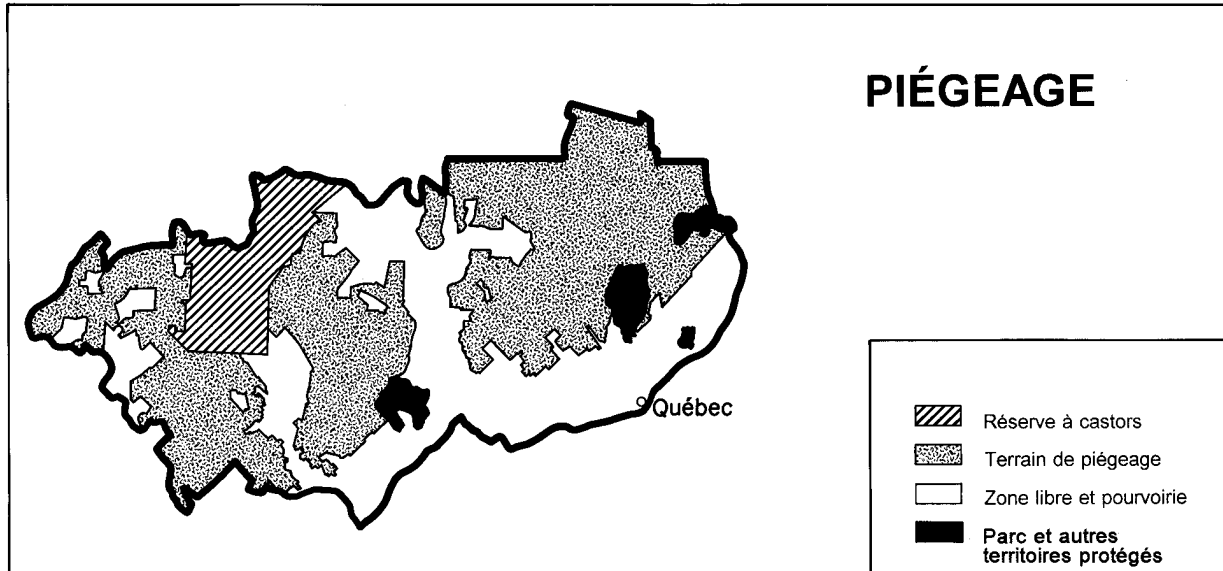 PIÉGEAGE
Québec
Réserve à castors
Terrain de piégeage
Zone libre et pourvoirie
Parc et autres
territoires protégés